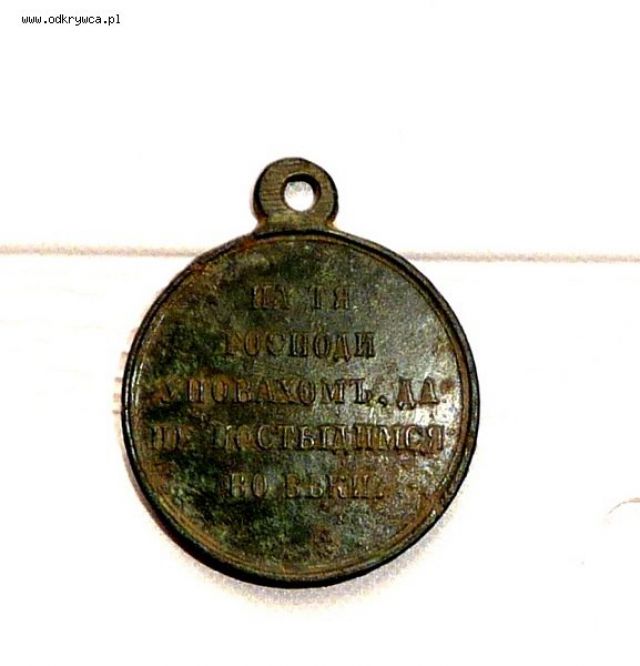 www.odkrywca.pl
НА ТЯ
ГОСПОДИ
УПОВАХОМЪ, ДА
НЕ ПОСТЫДИМСЯ
ВО ВѢКИ.